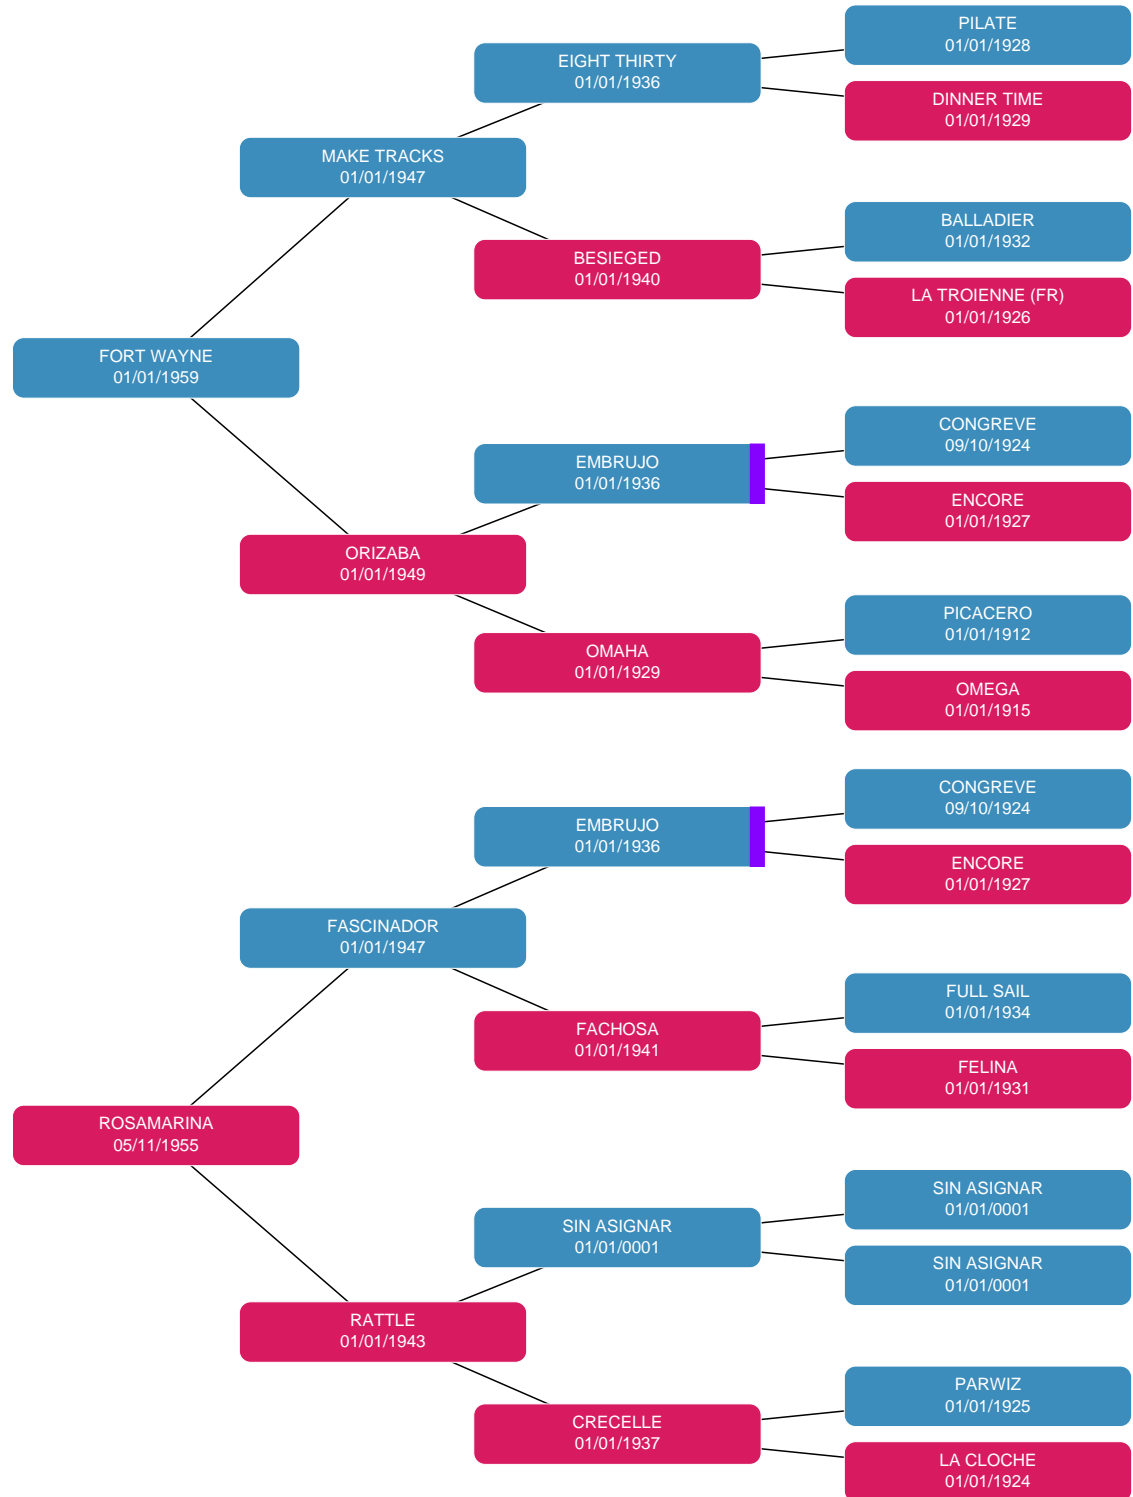 PILATE
01/01/1928
EIGHT THIRTY
01/01/1936
DINNER TIME
01/01/1929
MAKE TRACKS
01/01/1947
BALLADIER
01/01/1932
BESIEGED
01/01/1940
LA TROIENNE (FR)
01/01/1926
FORT WAYNE
01/01/1959
CONGREVE
09/10/1924
EMBRUJO
01/01/1936
ENCORE
01/01/1927
ORIZABA
01/01/1949
PICACERO
01/01/1912
OMAHA
01/01/1929
OMEGA
01/01/1915
CONGREVE
09/10/1924
EMBRUJO
01/01/1936
ENCORE
01/01/1927
FASCINADOR
01/01/1947
FULL SAIL
01/01/1934
FACHOSA
01/01/1941
FELINA
01/01/1931
ROSAMARINA
05/11/1955
SIN ASIGNAR
01/01/0001
SIN ASIGNAR
01/01/0001
SIN ASIGNAR
01/01/0001
RATTLE
01/01/1943
PARWIZ
01/01/1925
CRECELLE
01/01/1937
LA CLOCHE
01/01/1924